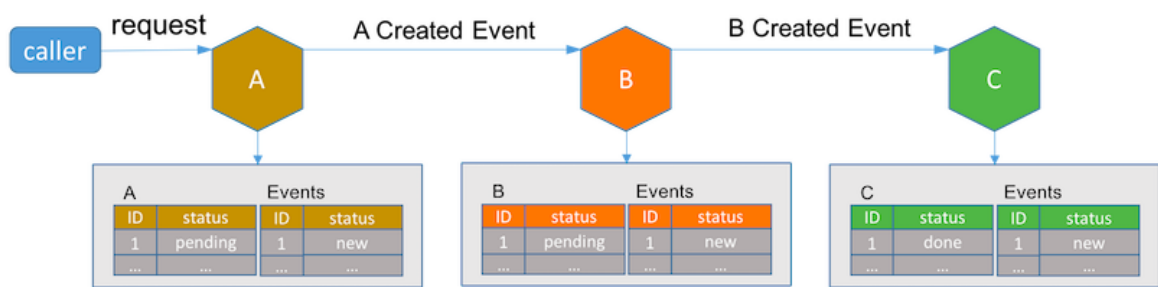 request
A Created Event
B Created Event
caller
A
B
C
A Events
ID status ID status
1 pending 1 new
... ... ... ...
B Events
ID status ID status
1 pending 1 new
... ... ... ...
C Events
ID status ID status
1 done 1 new
... ... ... ...